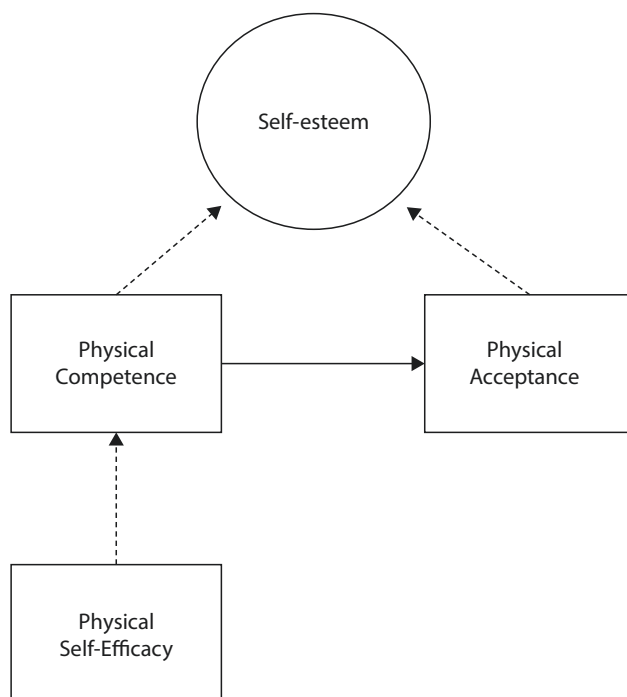 Self-esteem
Physical
Competence
Physical
Acceptance
Physical
Self-Efficacy